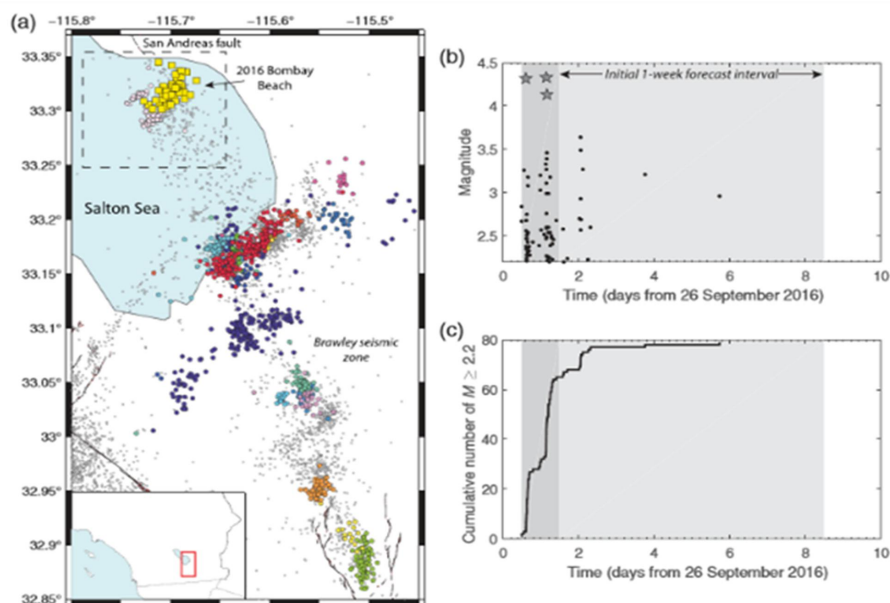 (a)
−115.8° −115.7° −115.6° −115.5°
San Andreas fault
33.35°
2016 Bombay
Beach
33.3°
33.25°
Salton Sea
33.2°
33.15°
33.1°
Brawley seismic
zone
33.05°
33°
32.95°
32.9°
32.85°
(b)
Initial 1-week forecast interval
4.5
4
3.5
3
2.5
Magnitude
0 2 4 6 8 10
Time (days from 26 September 2016)
(c)
80
60
40
20
0
Cumulative number of M ≥ 2.2
0 2 4 6 8 10
Time (days from 26 September 2016)